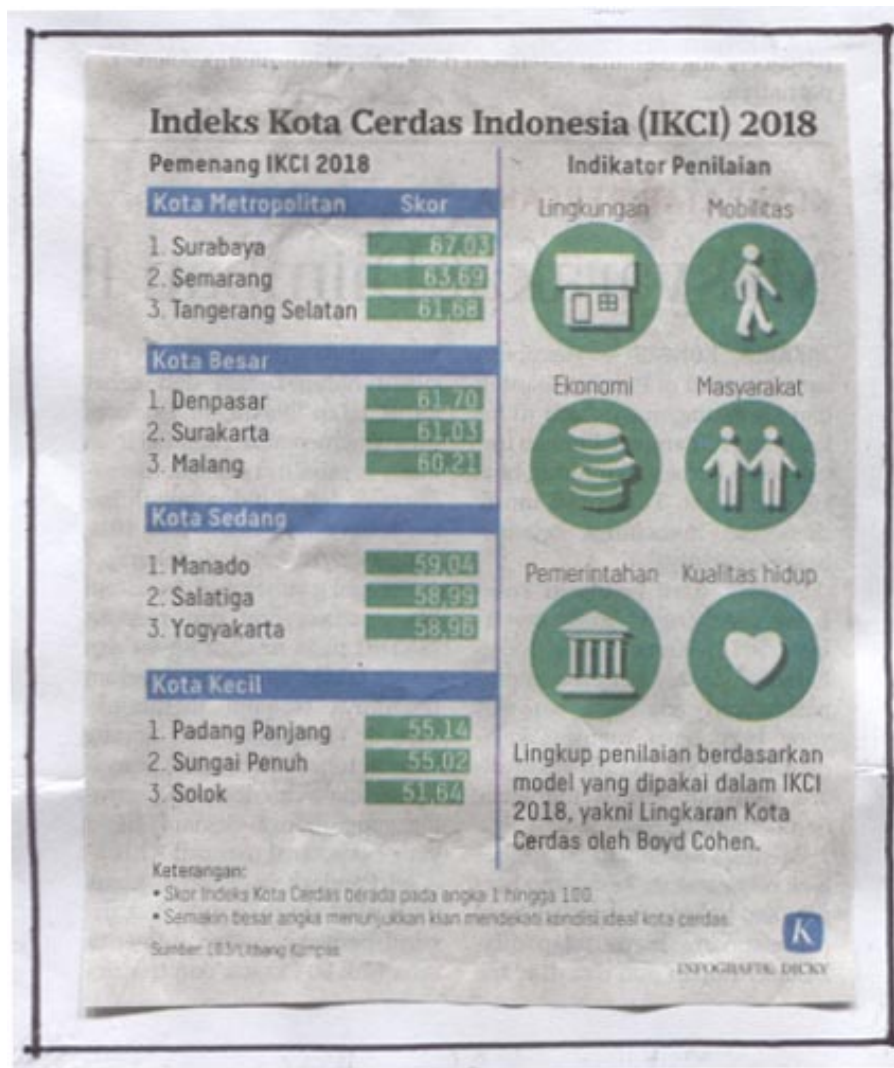 Indeks Kota Cerdas Indonesia (IKCI) 2018
Pemenang IKCI 2018
Kota Metropolitan Skor
1. Surabaya 67,03
2. Semarang 63,69
3. Tangerang Selatan 61,68
Kota Besar
1. Denpasar 61,70
2. Surakarta 61,03
3. Malang 60,21
Kota Sedang
1. Manado 59,04
2. Salatiga 58,99
3. Yogyakarta 58,96
Kota Kecil
1. Padang Panjang 55,14
2. Sungai Penuh 55,02
3. Solok 51,64
Indikator Penilaian
Lingkungan Mobilitas
Ekonomi Masyarakat
Pemerintahan Kualitas hidup
Lingkup penilaian berdasarkan
model yang dipakai dalam IKCI
2018, yakni Lingkaran Kota
Cerdas oleh Boyd Cohen.
Keterangan:
• Skor Indeks Kota Cerdas berada pada angka 1 hingga 100.
• Semakin besar angka menunjukkan kian mendekati kondisi ideal kota cerdas.
Sumber: Litbang Kompas
K
INFOGRAFIK: DICKY